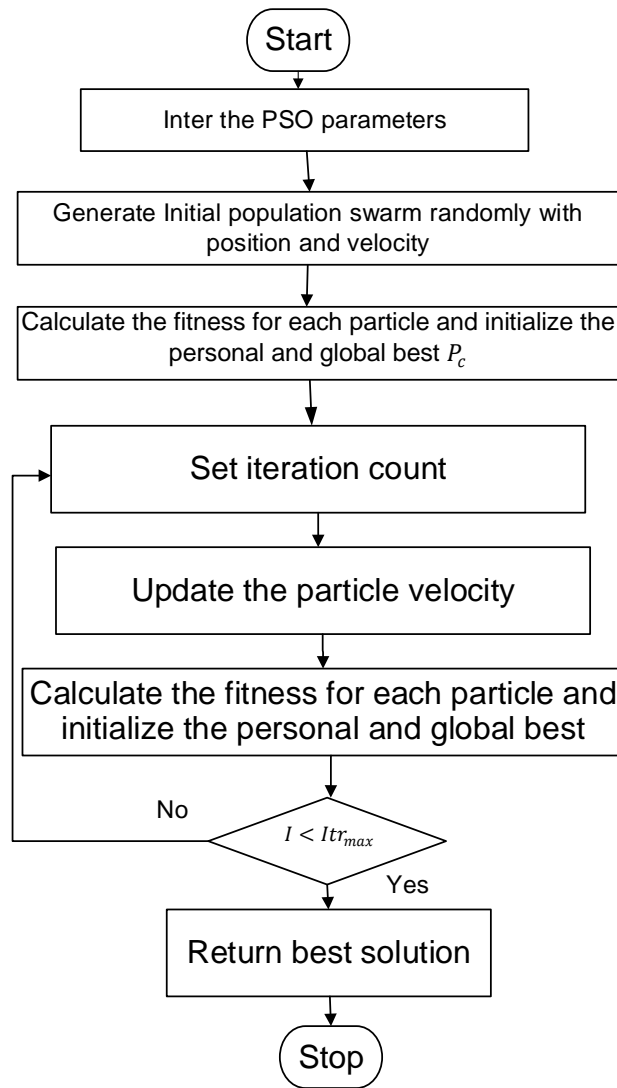 Start
Inter the PSO parameters
Generate Initial population swarm randomly with
position and velocity
Calculate the fitness for each particle and initialize the
personal and global best P_c
Set iteration count
Update the particle velocity
Calculate the fitness for each particle and
initialize the personal and global best
No
I < Itr_max
Yes
Return best solution
Stop